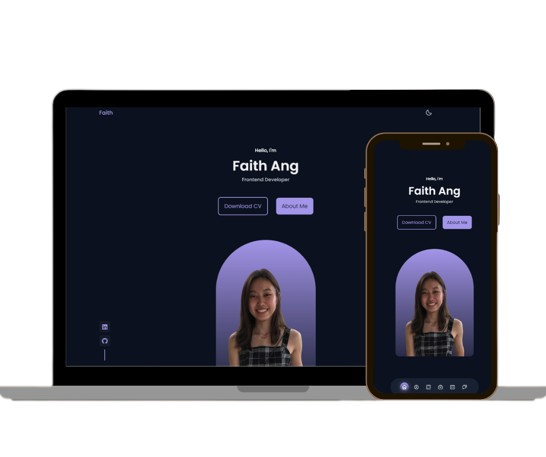 Faith
Hello, I'm
Faith Ang
Frontend Developer
Download CV
About Me
Hello, I'm
Faith Ang
Frontend Developer
Download CV
About Me